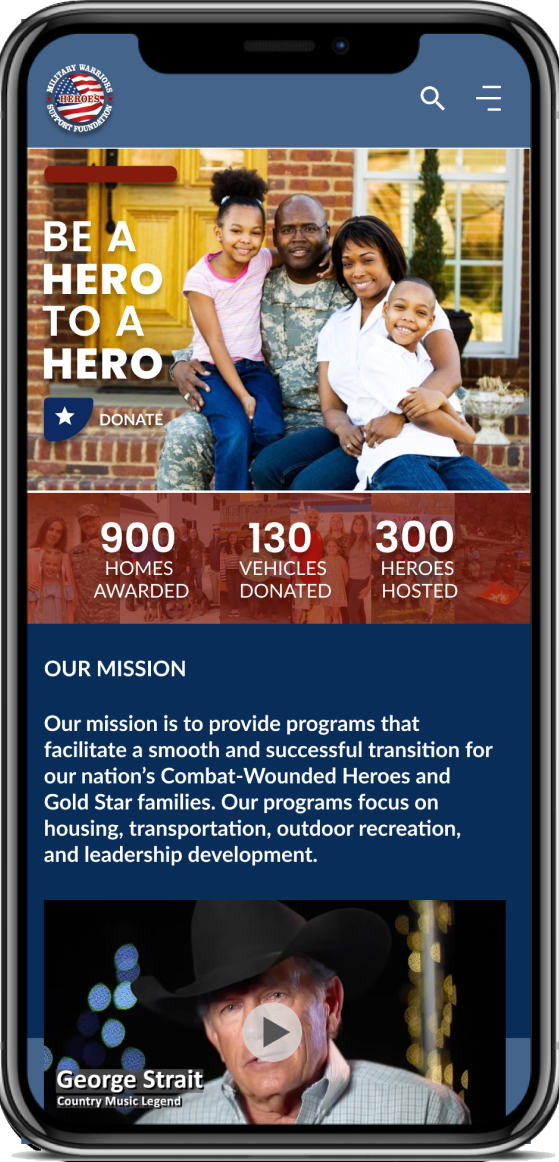 MILITARY WARRIORS
HEROES
SUPPORT FOUNDATION
BE A
HERO
TO A
HERO
DONATE
900
HOMES
AWARDED
130
VEHICLES
DONATED
300
HEROES
HOSTED
OUR MISSION
Our mission is to provide programs that
facilitate a smooth and successful transition for
our nation’s Combat-Wounded Heroes and
Gold Star families. Our programs focus on
housing, transportation, outdoor recreation,
and leadership development.
George Strait
Country Music Legend